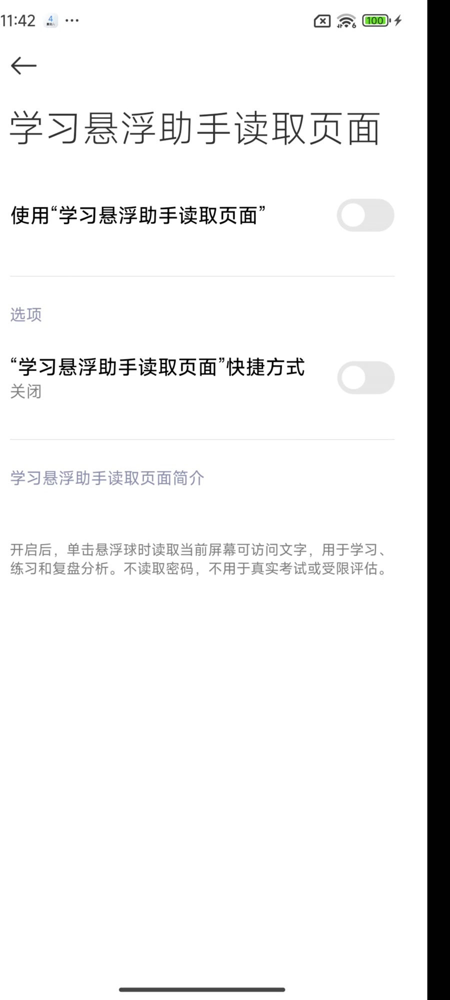 11:42 4 ... 6 100
学习悬浮助手读取页面
使用“学习悬浮助手读取页面”
选项
“学习悬浮助手读取页面”快捷方式
关闭
学习悬浮助手读取页面简介
开启后，单击悬浮球时读取当前屏幕可访问文字，用于学习、
练习和复盘分析。不读取密码，不用于真实考试或受限评估。